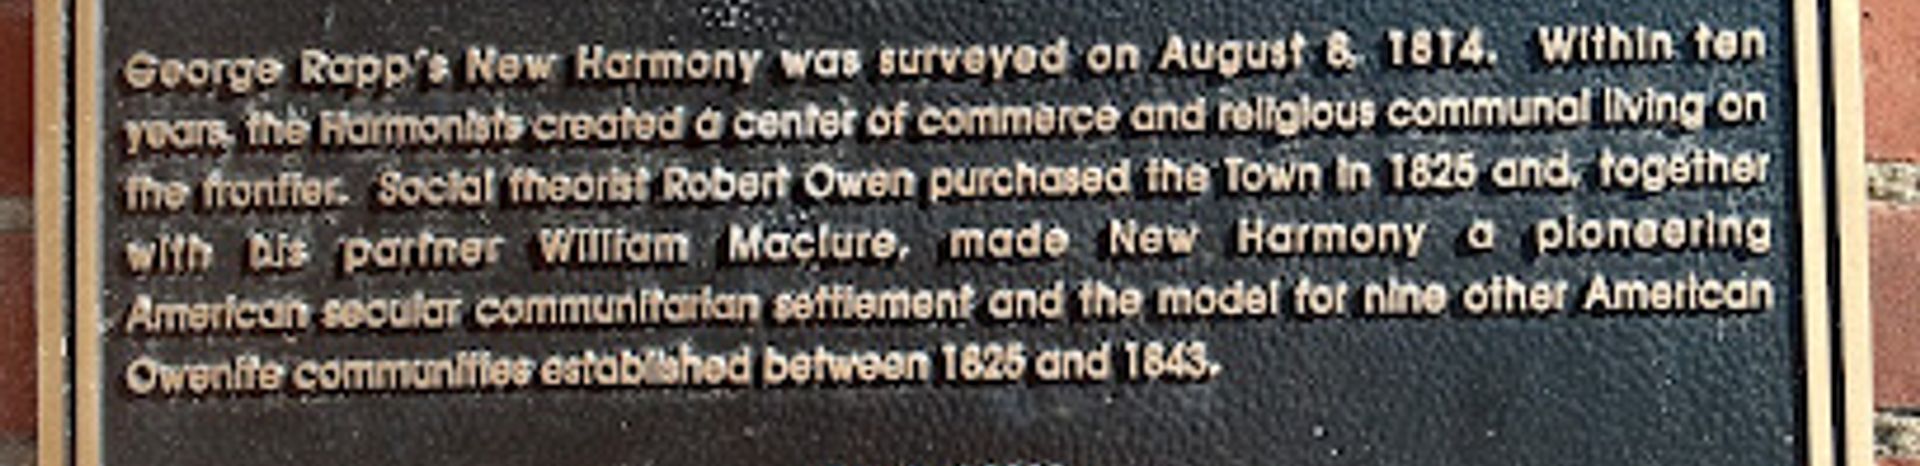 George Rapp's New Harmony was surveyed on August 8, 1814. Within ten
years, the Harmonists created a center of commerce and religious communal living on
the frontier. Social theorist Robert Owen purchased the Town in 1825 and, together
with his partner William Maclure, made New Harmony a pioneering
American secular communitarian settlement and the model for nine other American
Owenite communities established between 1825 and 1843.